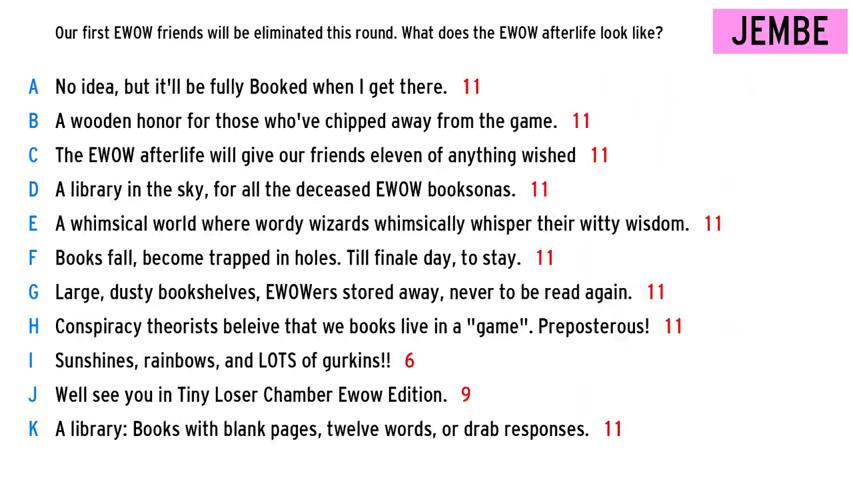 Our first EWOW friends will be eliminated this round. What does the EWOW afterlife look like?
JEMBE
A No idea, but it'll be fully Booked when I get there. 11
B A wooden honor for those who've chipped away from the game. 11
C The EWOW afterlife will give our friends eleven of anything wished 11
D A library in the sky, for all the deceased EWOW booksonas. 11
E A whimsical world where wordy wizards whimsically whisper their witty wisdom. 11
F Books fall, become trapped in holes. Till finale day, to stay. 11
G Large, dusty bookshelves, EWOWers stored away, never to be read again. 11
H Conspiracy theorists beleive that we books live in a "game". Preposterous! 11
I Sunshines, rainbows, and LOTS of gurkins!! 6
J Well see you in Tiny Loser Chamber Ewow Edition. 9
K A library: Books with blank pages, twelve words, or drab responses. 11